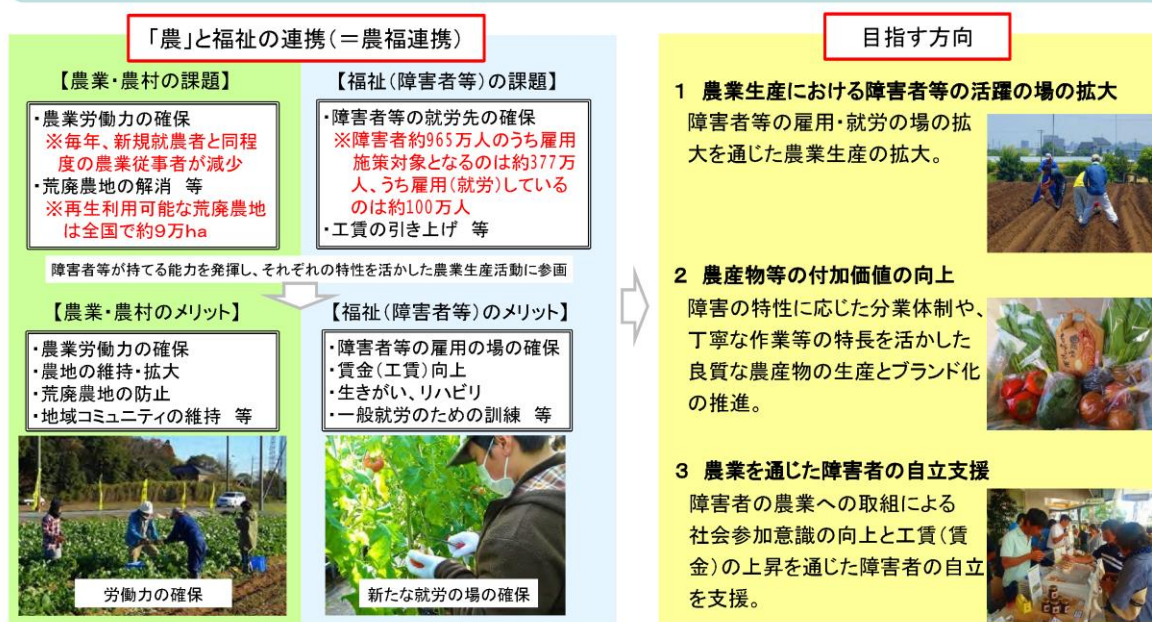 「農」と福祉の連携(=農福連携)
【農業・農村の課題】
・農業労働力の確保
※毎年、新規就農者と同程
度の農業従事者が減少
・荒廃農地の解消 等
※再生利用可能な荒廃農地
は全国で約9万ha
【福祉(障害者等)の課題】
・障害者等の就労先の確保
※障害者約965万人のうち雇用
施策対象となるのは約377万
人、うち雇用(就労)している
のは約100万人
・工賃の引き上げ 等
障害者等が持てる能力を発揮し、それぞれの特性を活かした農業生産活動に参画
【農業・農村のメリット】
・農業労働力の確保
・農地の維持・拡大
・荒廃農地の防止
・地域コミュニティの維持 等
労働力の確保
【福祉(障害者等)のメリット】
・障害者等の雇用の場の確保
・賃金(工賃)向上
・生きがい、リハビリ
・一般就労のための訓練 等
新たな就労の場の確保
目指す方向
1 農業生産における障害者等の活躍の場の拡大
障害者等の雇用・就労の場の拡
大を通じた農業生産の拡大。
2 農産物等の付加価値の向上
障害の特性に応じた分業体制や、
丁寧な作業等の特長を活かした
良質な農産物の生産とブランド化
の推進。
3 農業を通じた障害者の自立支援
障害者の農業への取組による
社会参加意識の向上と工賃(賃
金)の上昇を通じた障害者の自立
を支援。